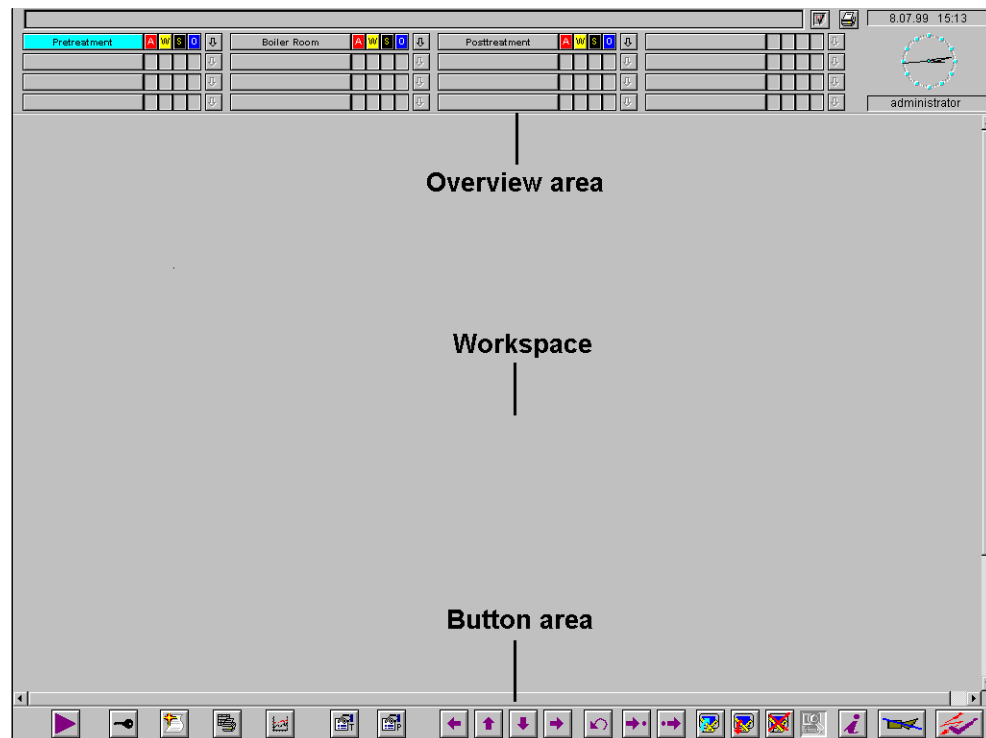 8.07.99 15:13
Pretreatment A W S O Boiler Room A W S O Posttreatment A W S O
administrator
Overview area
Workspace
Button area
T P i